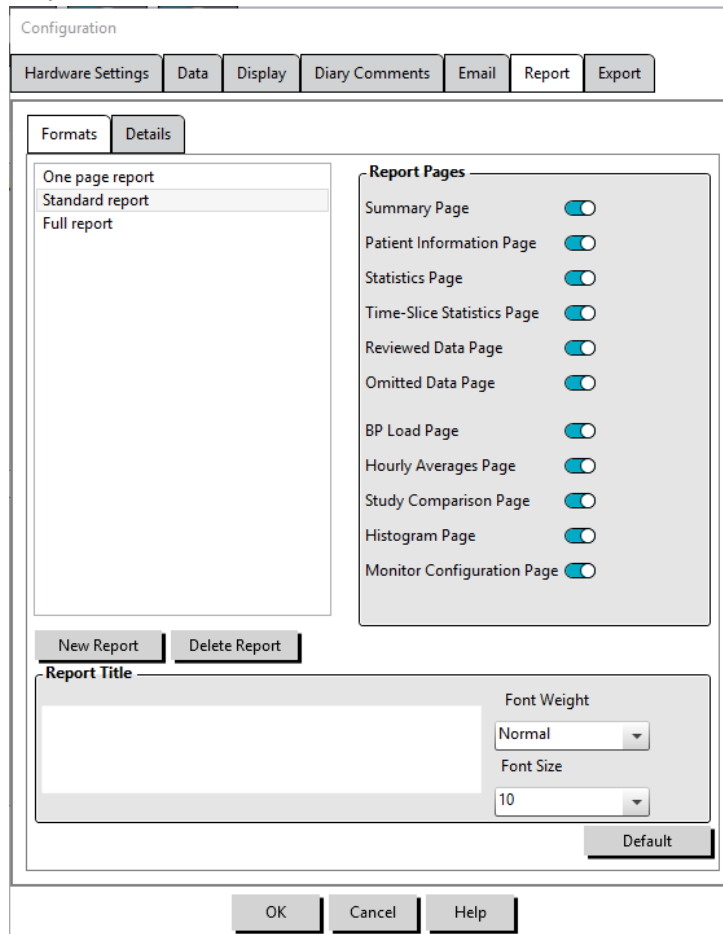 Configuration
Hardware Settings Data Display Diary Comments Email Report Export
Formats Details
One page report
Standard report
Full report
Report Pages
Summary Page
Patient Information Page
Statistics Page
Time-Slice Statistics Page
Reviewed Data Page
Omitted Data Page
BP Load Page
Hourly Averages Page
Study Comparison Page
Histogram Page
Monitor Configuration Page
New Report Delete Report
Report Title
Font Weight
Normal
Font Size
10
Default
OK Cancel Help